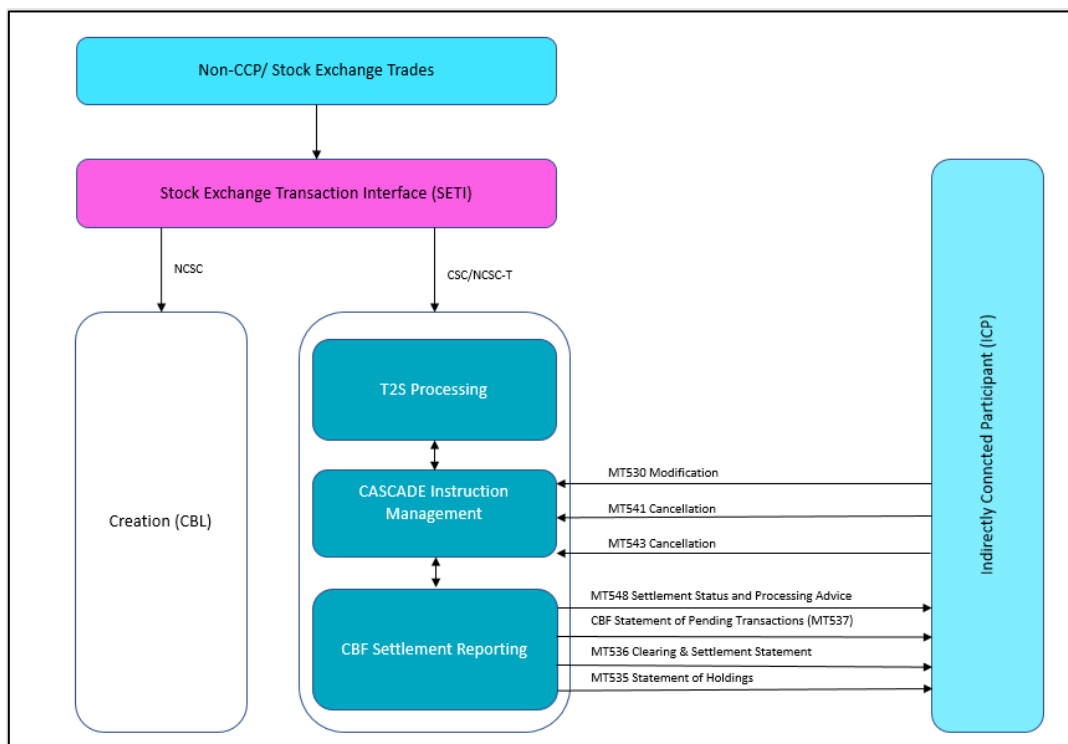 Non-CCP/ Stock Exchange Trades
Stock Exchange Transaction Interface (SETI)
NCSC
CSC/NCSC-T
T2S Processing
CASCADE Instruction
Management
Creation (CBL)
CBF Settlement Reporting
MT530 Modification
MT541 Cancellation
MT543 Cancellation
MT548 Settlement Status and Processing Advice
CBF Statement of Pending Transactions (MT537)
MT536 Clearing & Settlement Statement
MT535 Statement of Holdings
Indirectly Conncted Participant (ICP)